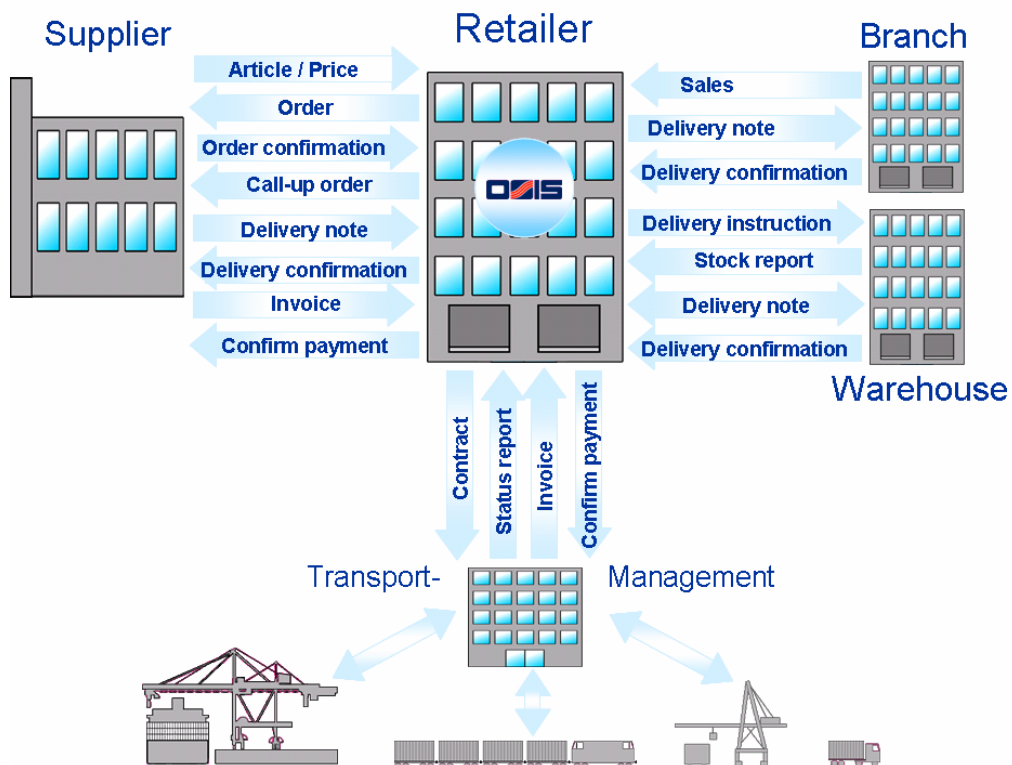 Supplier
Retailer
Branch
Article / Price
Order
Order confirmation
Call-up order
Delivery note
Delivery confirmation
Invoice
Confirm payment
OSIS
Sales
Delivery note
Delivery confirmation
Delivery instruction
Stock report
Delivery note
Delivery confirmation
Warehouse
Contract
Status report
Invoice
Confirm payment
Transport-
Management